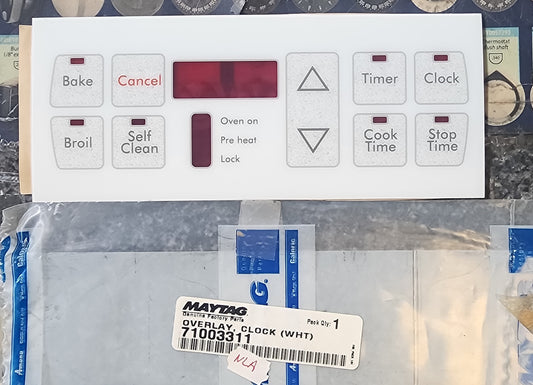 Bake
Cancel
Timer
Clock
Oven on
Pre heat
Lock
Broil
Self
Clean
Cook
Time
Stop
Time
MAYTAG
Genuine Factory Parts
Pack Qty: 1
OVERLAY, CLOCK (WHT)
71003311
NLA
Amana